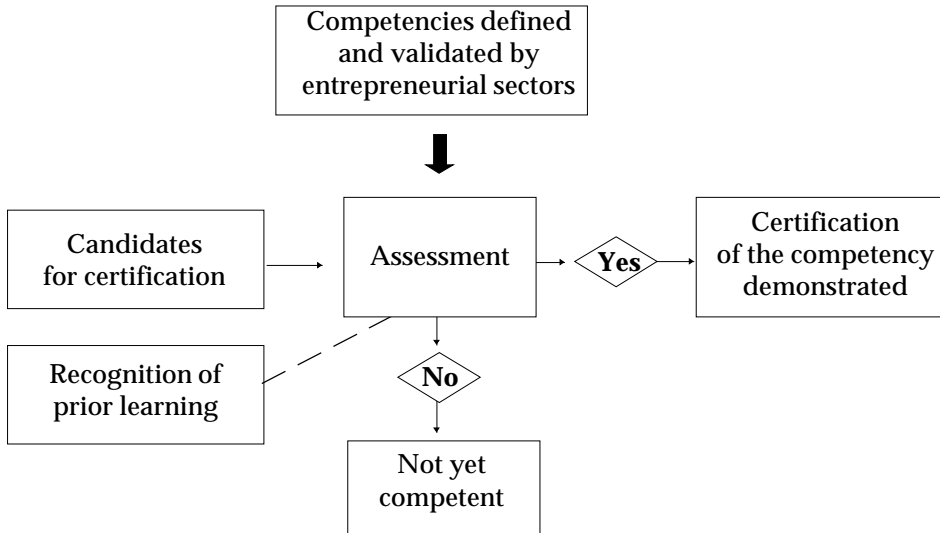 Competencies defined
and validated by
entrepreneurial sectors
Candidates
for certification
Assessment
Yes
Certification
of the competency
demonstrated
Recognition of
prior learning
No
Not yet
competent